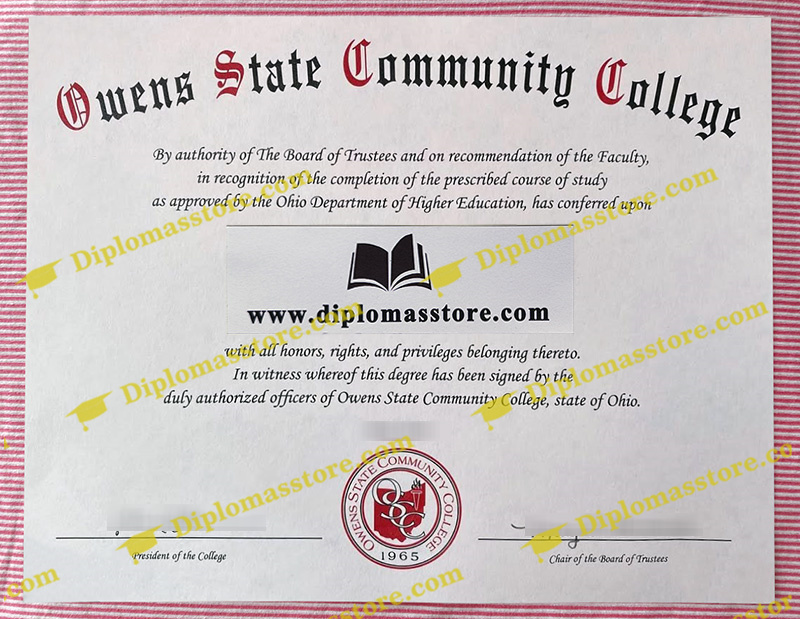 Owens State Community College
By authority of The Board of Trustees and on recommendation of the Faculty,
in recognition of the completion of the prescribed course of study
as approved by the Ohio Department of Higher Education, has conferred upon
Diplomasstore.com
Diplomasstore.com
www.diplomasstore.com
with all honors, rights, and privileges belonging thereto.
In witness whereof this degree has been signed by the
duly authorized officers of Owens State Community College, state of Ohio.
Diplomasstore.com
Diplomasstore.com
OWENS STATE COMMUNITY COLLEGE
OSCC
1965
Diplomasstore.com
Diplomasstore.co
President of the College
Chair of the Board of Trustees
.com